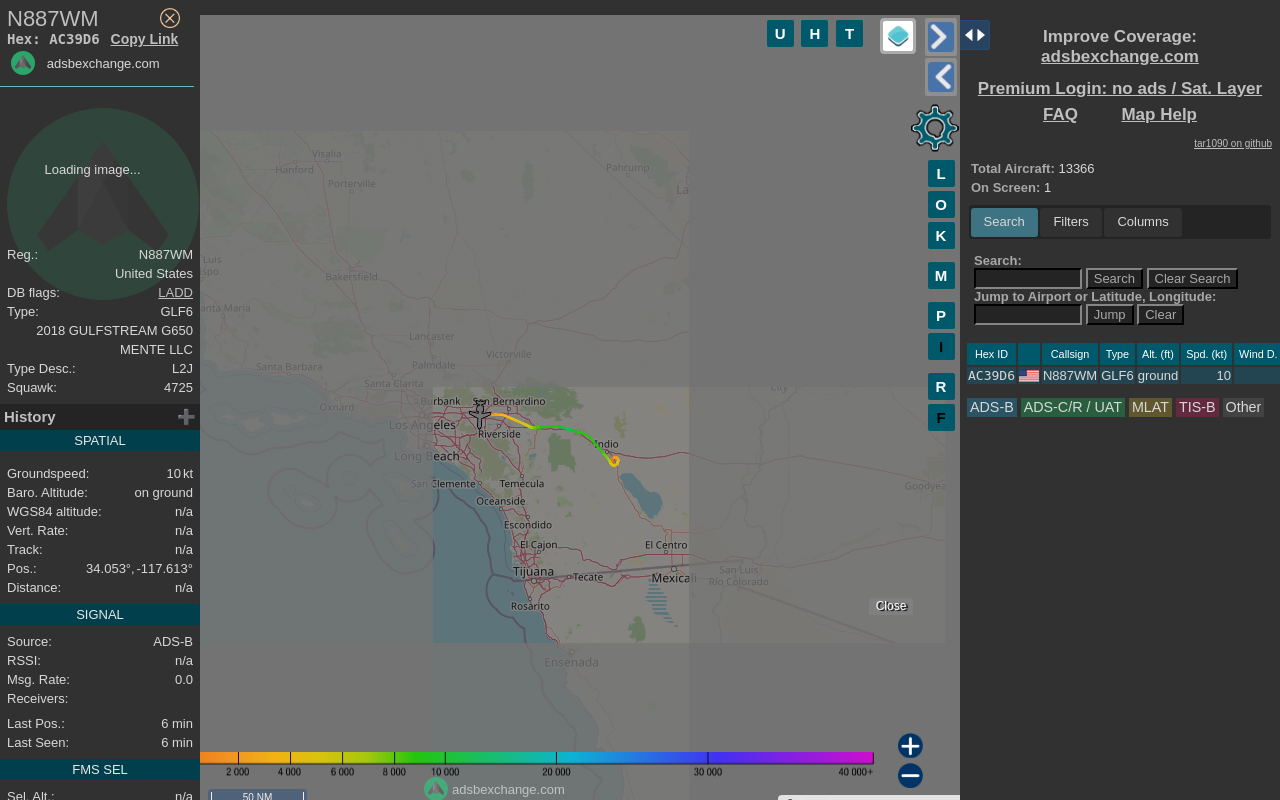 N887WM
Hex: AC39D6 Copy Link
adsbexchange.com
Loading image...
Reg.: N887WM
United States
DB flags: LADD
Type: GLF6
2018 GULFSTREAM G650
MENTE LLC
Type Desc.: L2J
Squawk: 4725
History
SPATIAL
Groundspeed: 10 kt
Baro. Altitude: on ground
WGS84 altitude: n/a
Vert. Rate: n/a
Track: n/a
Pos.: 34.053°, -117.613°
Distance: n/a
SIGNAL
Source: ADS-B
RSSI: n/a
Msg. Rate: 0.0
Receivers:
Last Pos.: 6 min
Last Seen: 6 min
FMS SEL
Sel. Alt.: n/a
U H T
L
O
K
M
P
I
R
F
Visalia
Hanford
Porterville
Pahrump
La
Luis
spo
Bakersfield
anta Maria
Lancaster
Victorville
Palmdale
Santa Barbara
Santa Clarita
Oxnard
Burbank San Bernardino
Los Angeles
Riverside
Indio
Long Beach
San Clemente Temecula
Oceanside
Escondido
El Cajon
El Centro
Tijuana
Tecate
Mexicali
San Luis
Río Colorado
Rosarito
Ensenada
Goodyea
Close
2 000 4 000 6 000 8 000 10 000 20 000 30 000 40 000+
adsbexchange.com
50 NM
Improve Coverage:
adsbexchange.com
Premium Login: no ads / Sat. Layer
FAQ Map Help
tar1090 on github
Total Aircraft: 13366
On Screen: 1
Search Filters Columns
Search:
Search Clear Search
Jump to Airport or Latitude, Longitude:
Jump Clear
Hex ID Callsign Type Alt. (ft) Spd. (kt) Wind D.
AC39D6 N887WM GLF6 ground 10
ADS-B ADS-C/R / UAT MLAT TIS-B Other